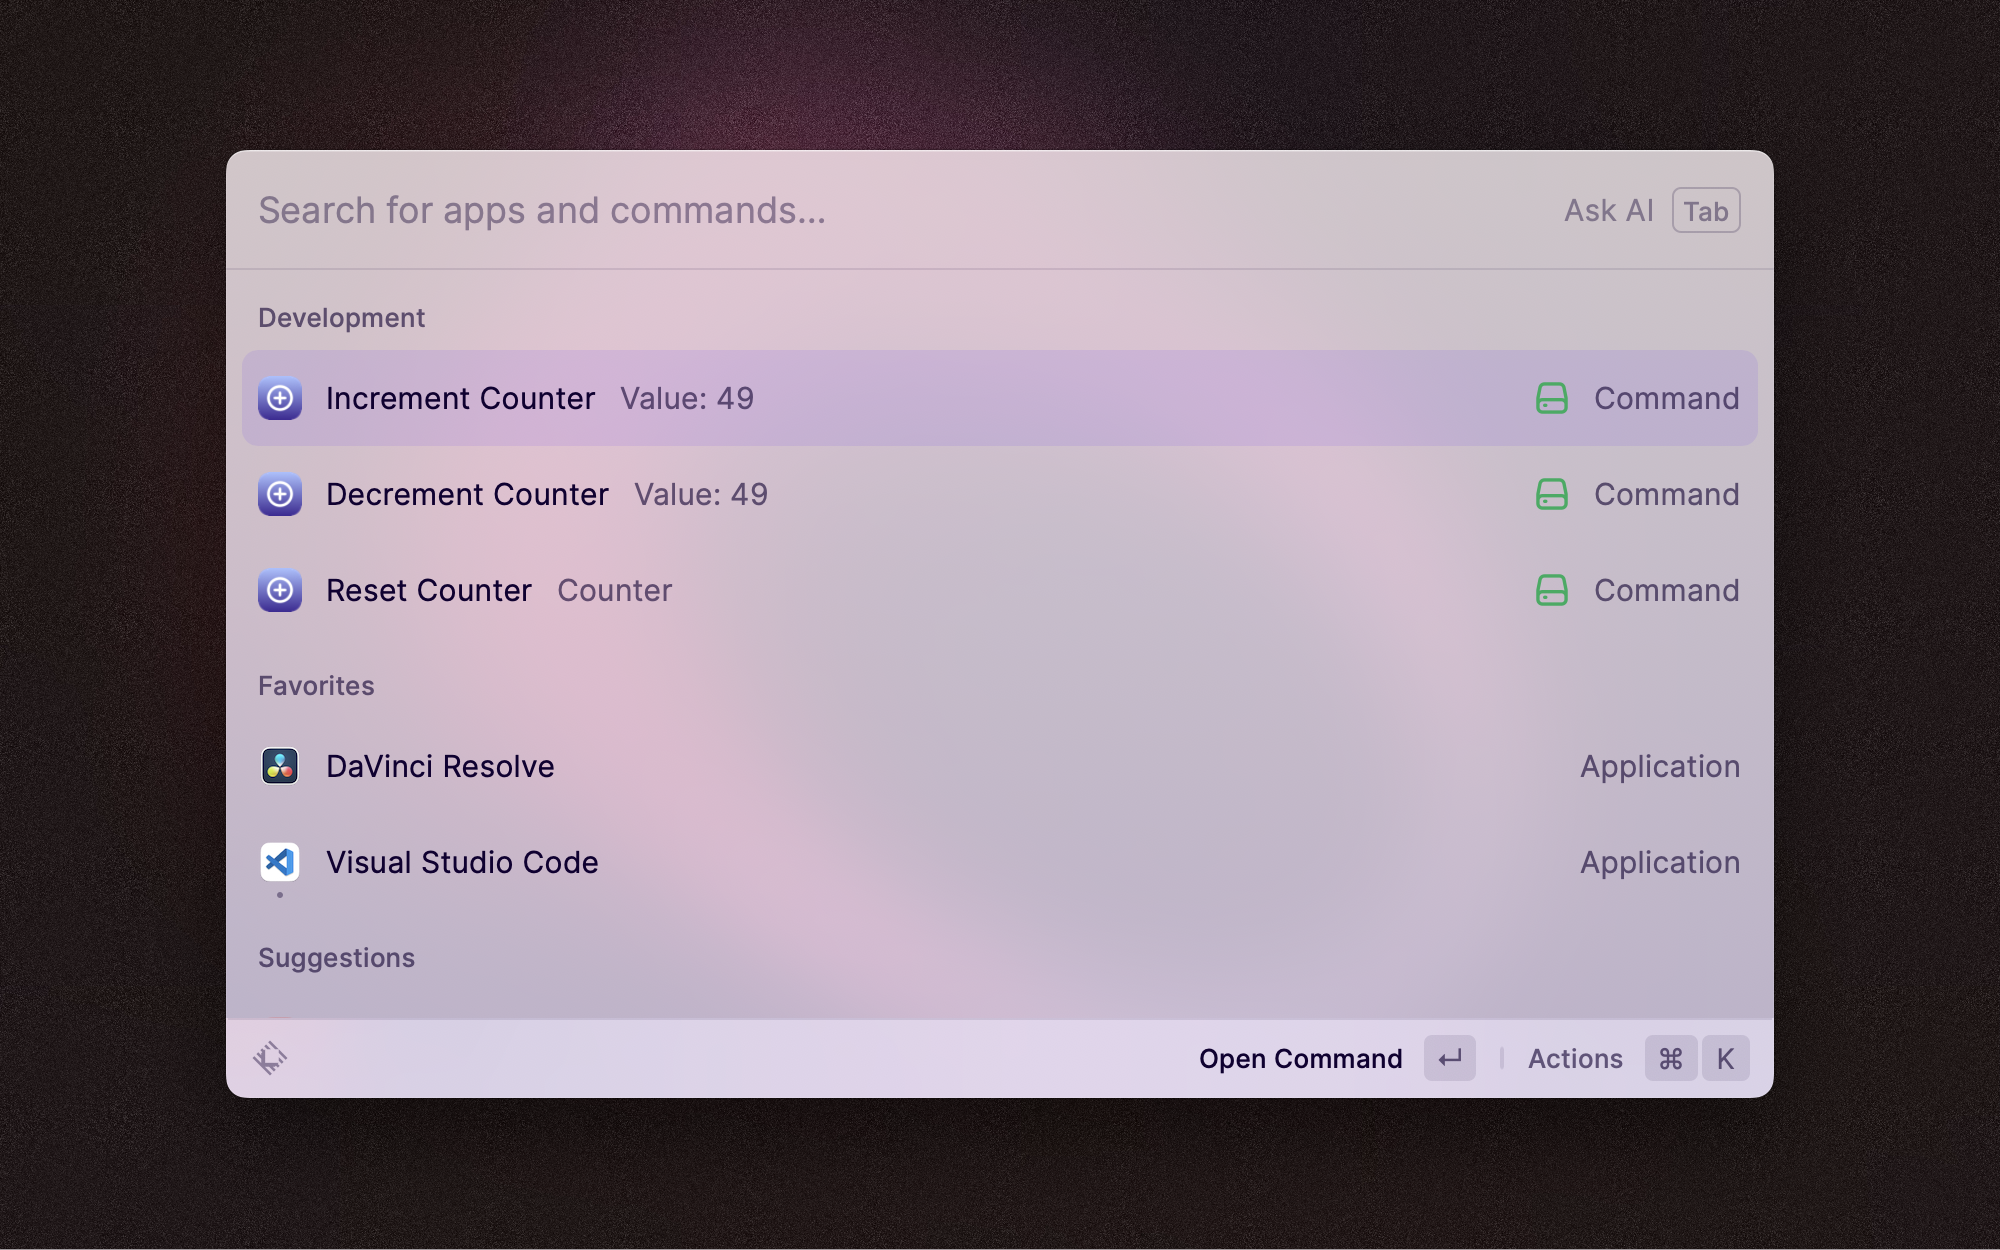 Search for apps and commands... Ask AI Tab
Development
Increment Counter Value: 49 Command
Decrement Counter Value: 49 Command
Reset Counter Counter Command
Favorites
DaVinci Resolve Application
Visual Studio Code Application
Suggestions
Open Command ↵ Actions ⌘ K